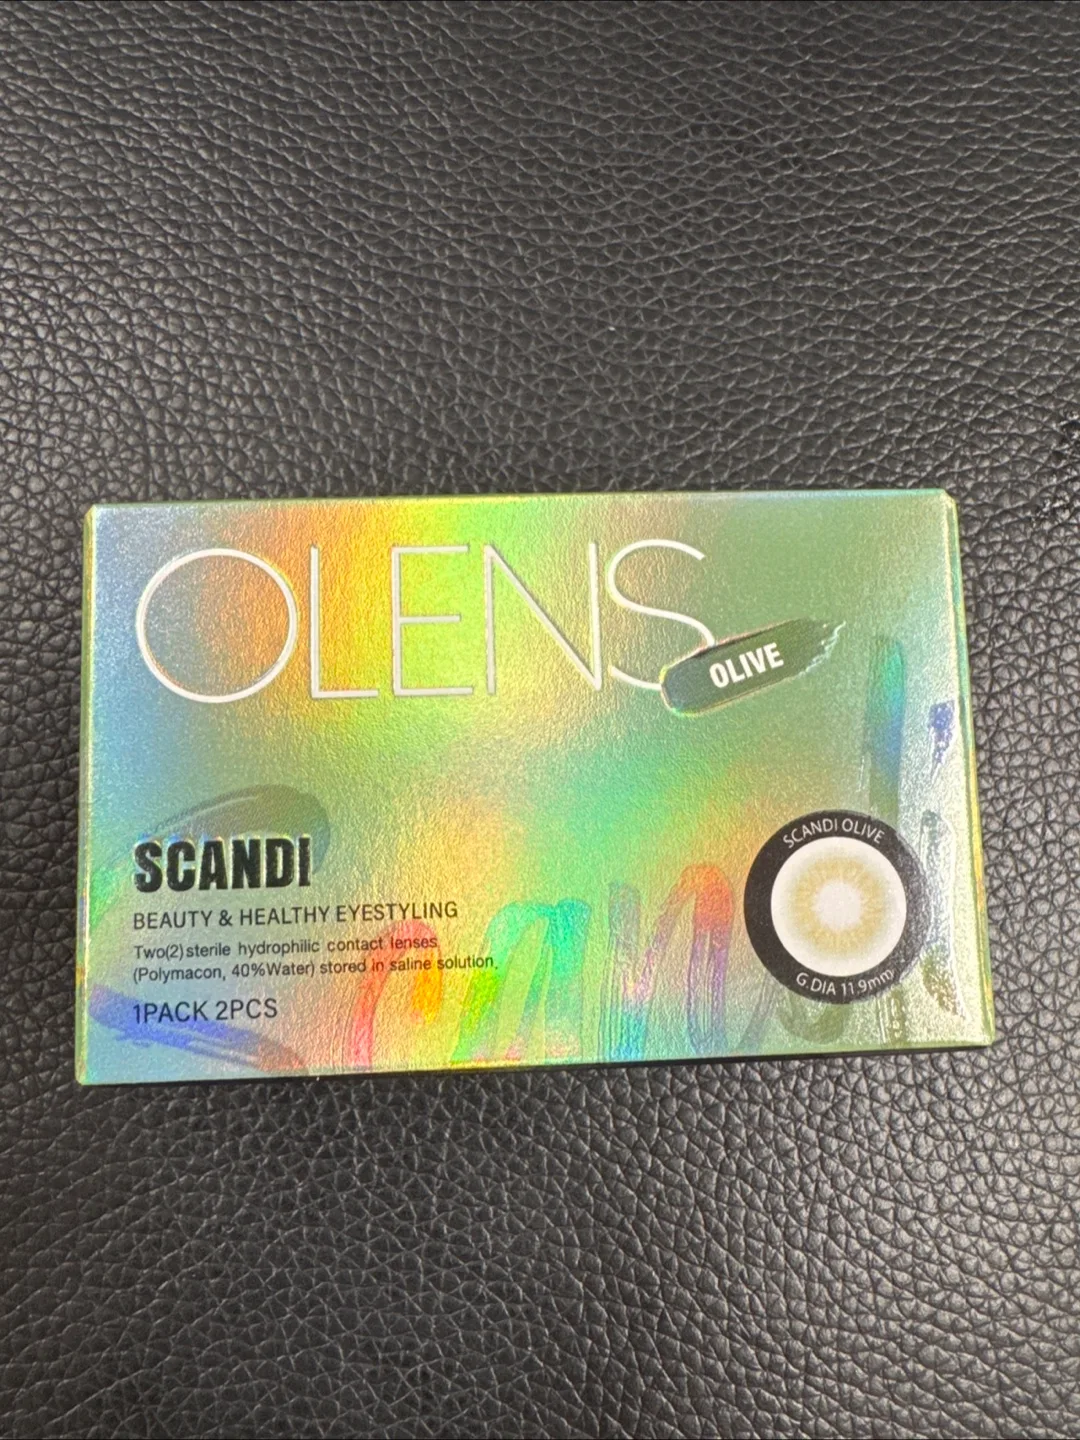 OLENS
OLIVE
SCANDI
BEAUTY & HEALTHY EYESTYLING
Two(2) sterile hydrophilic contact lenses
(Polymacon, 40%Water) stored in saline solution.
1PACK 2PCS
SCANDI OLIVE
G.DIA 11.9mm